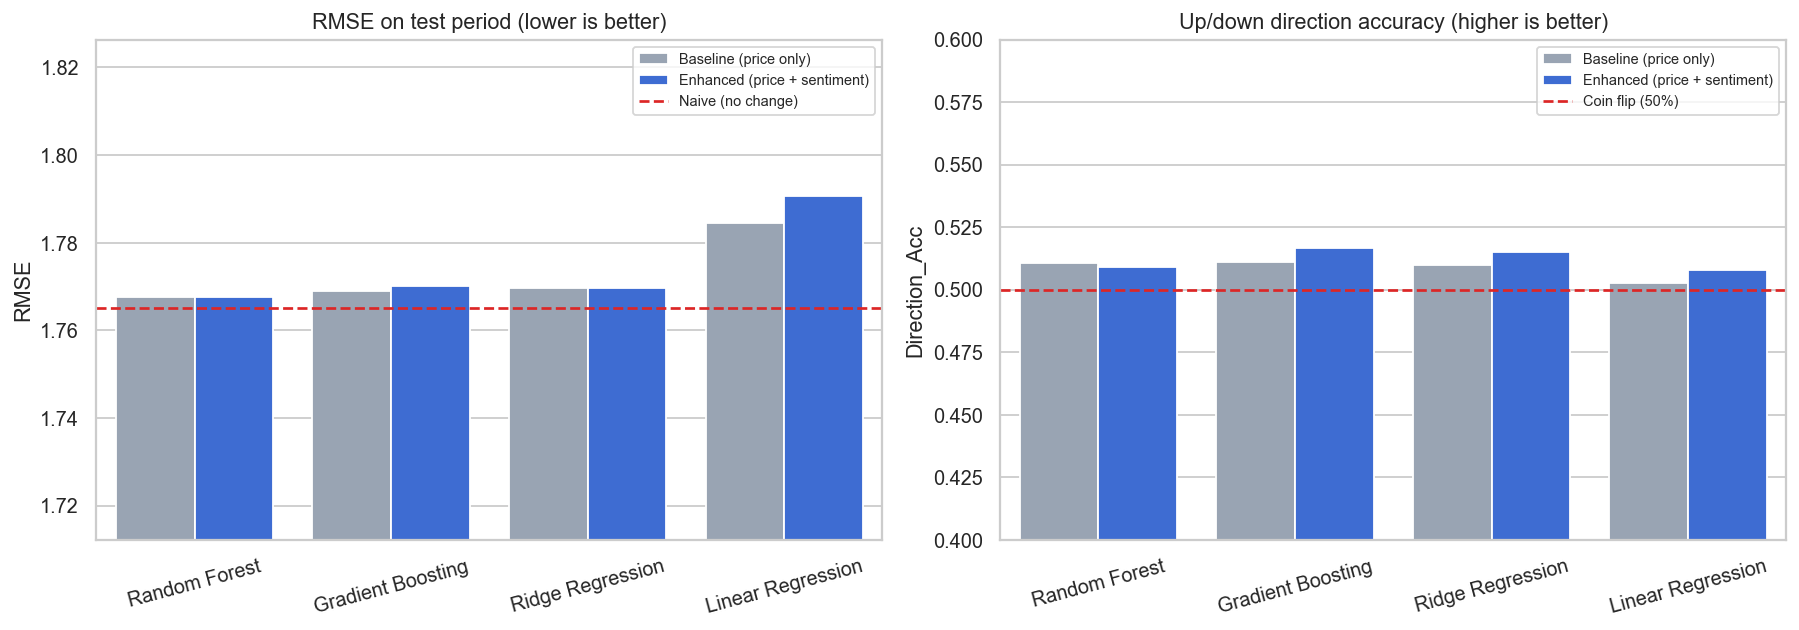 RMSE on test period (lower is better)
RMSE
1.82
1.80
1.78
1.76
1.74
1.72
Baseline (price only)
Enhanced (price + sentiment)
Naive (no change)
Random Forest
Gradient Boosting
Ridge Regression
Linear Regression
Up/down direction accuracy (higher is better)
Direction_Acc
0.600
0.575
0.550
0.525
0.500
0.475
0.450
0.425
0.400
Baseline (price only)
Enhanced (price + sentiment)
Coin flip (50%)
Random Forest
Gradient Boosting
Ridge Regression
Linear Regression